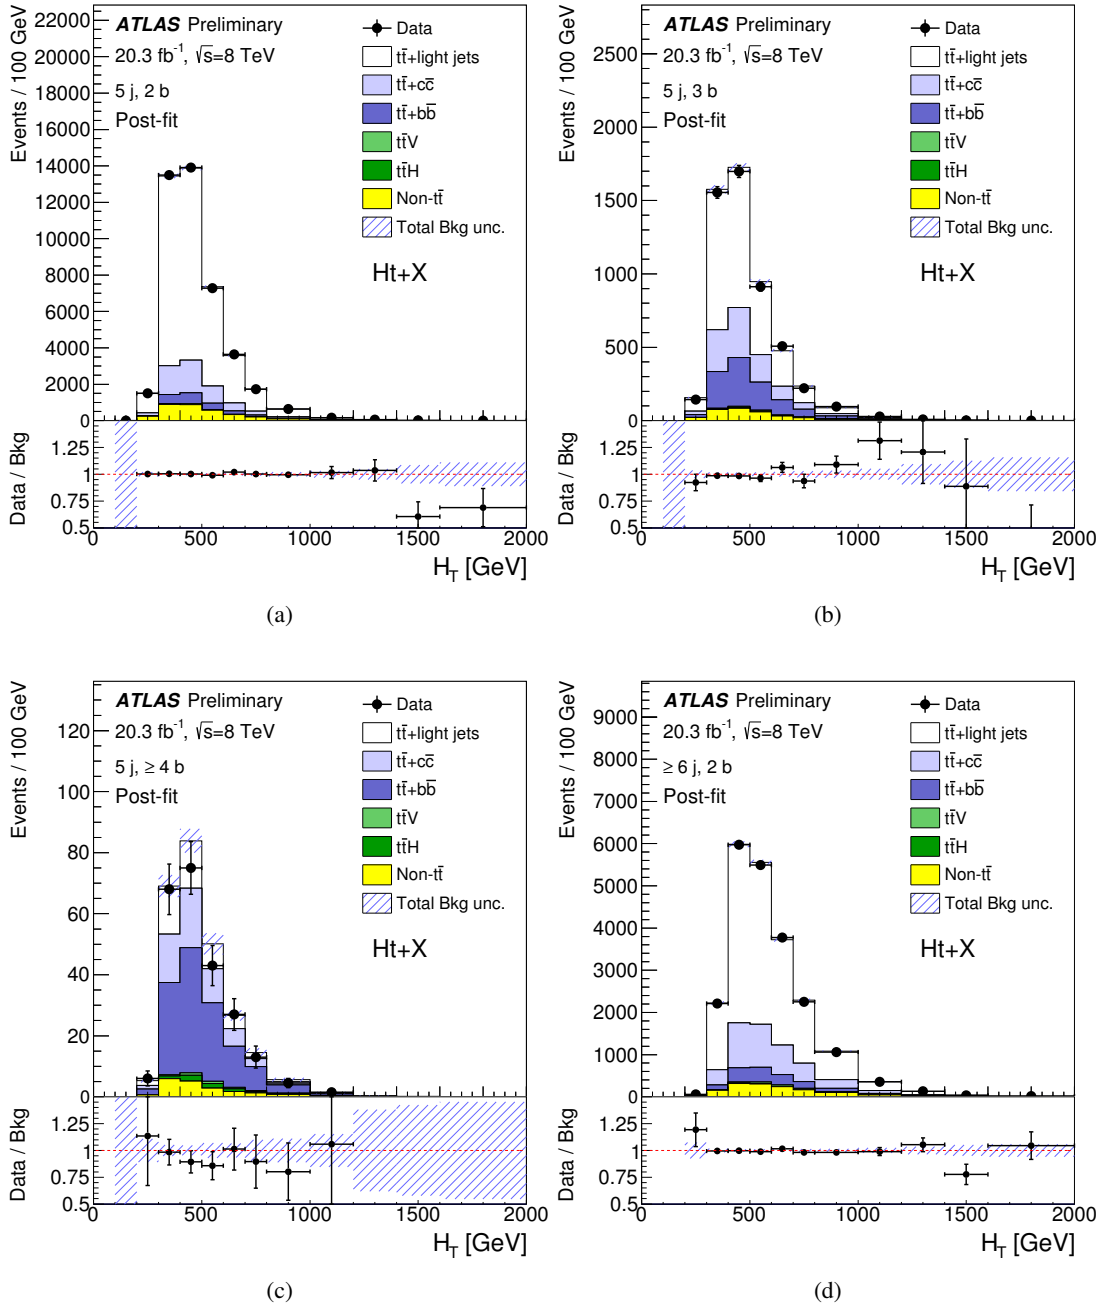 Events / 100 GeV
22000
20000
18000
16000
14000
12000
10000
8000
6000
4000
2000
0
ATLAS Preliminary
20.3 fb⁻¹, √s=8 TeV
5 j, 2 b
Post-fit
Data
tt̄+light jets
tt̄+cc̄
tt̄+bb̄
tt̄V
tt̄H
Non-tt̄
Total Bkg unc.
Ht+X
Data / Bkg
1.25
1
0.75
0.5
0 500 1000 1500 2000
H_T [GeV]
(a)
Events / 100 GeV
2500
2000
1500
1000
500
0
ATLAS Preliminary
20.3 fb⁻¹, √s=8 TeV
5 j, 3 b
Post-fit
Data
tt̄+light jets
tt̄+cc̄
tt̄+bb̄
tt̄V
tt̄H
Non-tt̄
Total Bkg unc.
Ht+X
Data / Bkg
1.25
1
0.75
0.5
0 500 1000 1500 2000
H_T [GeV]
(b)
Events / 100 GeV
120
100
80
60
40
20
0
ATLAS Preliminary
20.3 fb⁻¹, √s=8 TeV
5 j, ≥ 4 b
Post-fit
Data
tt̄+light jets
tt̄+cc̄
tt̄+bb̄
tt̄V
tt̄H
Non-tt̄
Total Bkg unc.
Ht+X
Data / Bkg
1.25
1
0.75
0.5
0 500 1000 1500 2000
H_T [GeV]
(c)
Events / 100 GeV
9000
8000
7000
6000
5000
4000
3000
2000
1000
0
ATLAS Preliminary
20.3 fb⁻¹, √s=8 TeV
≥ 6 j, 2 b
Post-fit
Data
tt̄+light jets
tt̄+cc̄
tt̄+bb̄
tt̄V
tt̄H
Non-tt̄
Total Bkg unc.
Ht+X
Data / Bkg
1.25
1
0.75
0.5
0 500 1000 1500 2000
H_T [GeV]
(d)